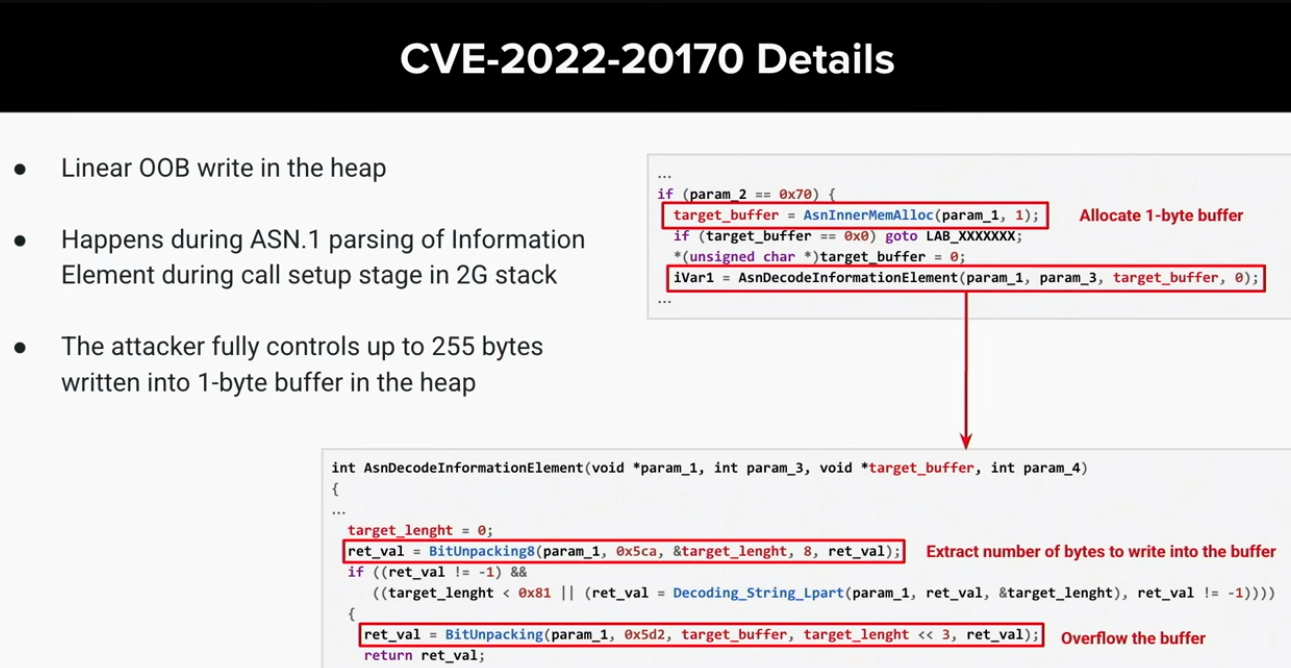 CVE-2022-20170 Details
● Linear OOB write in the heap
● Happens during ASN.1 parsing of Information
Element during call setup stage in 2G stack
● The attacker fully controls up to 255 bytes
written into 1-byte buffer in the heap
...
if (param_2 == 0x70) {
target_buffer = AsnInnerMemAlloc(param_1, 1);
Allocate 1-byte buffer
if (target_buffer == 0x0) goto LAB_XXXXXXX;
*(unsigned char *)target_buffer = 0;
iVar1 = AsnDecodeInformationElement(param_1, param_3, target_buffer, 0);
...
int AsnDecodeInformationElement(void *param_1, int param_3, void *target_buffer, int param_4)
{
...
target_lenght = 0;
ret_val = BitUnpacking8(param_1, 0x5ca, &target_lenght, 8, ret_val);
Extract number of bytes to write into the buffer
if ((ret_val != -1) &&
((target_lenght < 0x81 || (ret_val = Decoding_String_Lpart(param_1, ret_val, &target_lenght), ret_val != -1))))
{
ret_val = BitUnpacking(param_1, 0x5d2, target_buffer, target_lenght << 3, ret_val);
Overflow the buffer
return ret_val;